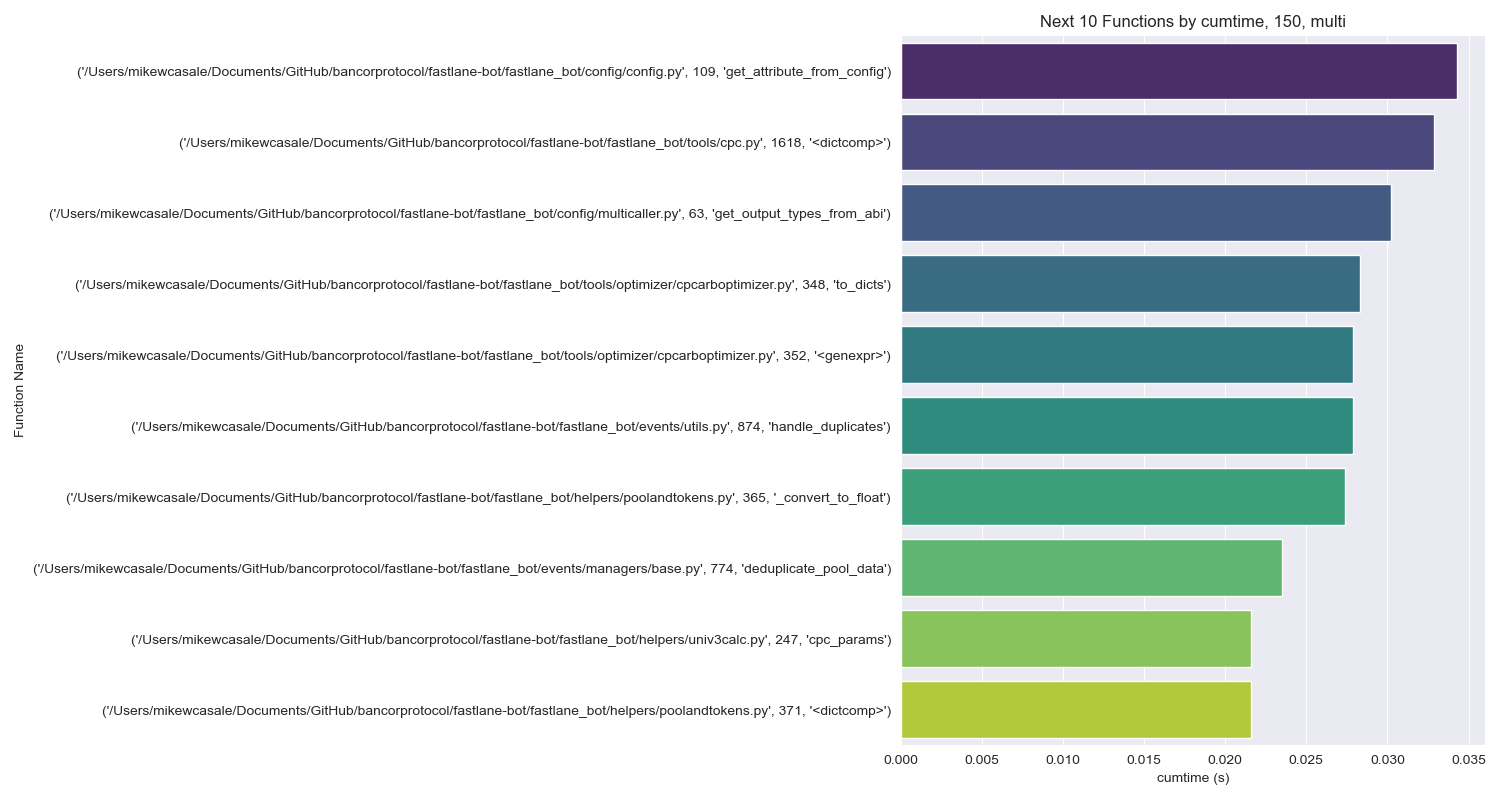 Next 10 Functions by cumtime, 150, multi
Function Name
('/Users/mikewcasale/Documents/GitHub/bancorprotocol/fastlane-bot/fastlane_bot/config/config.py', 109, 'get_attribute_from_config')
('/Users/mikewcasale/Documents/GitHub/bancorprotocol/fastlane-bot/fastlane_bot/tools/cpc.py', 1618, '<dictcomp>')
('/Users/mikewcasale/Documents/GitHub/bancorprotocol/fastlane-bot/fastlane_bot/config/multicaller.py', 63, 'get_output_types_from_abi')
('/Users/mikewcasale/Documents/GitHub/bancorprotocol/fastlane-bot/fastlane_bot/tools/optimizer/cpcarboptimizer.py', 348, 'to_dicts')
('/Users/mikewcasale/Documents/GitHub/bancorprotocol/fastlane-bot/fastlane_bot/tools/optimizer/cpcarboptimizer.py', 352, '<genexpr>')
('/Users/mikewcasale/Documents/GitHub/bancorprotocol/fastlane-bot/fastlane_bot/events/utils.py', 874, 'handle_duplicates')
('/Users/mikewcasale/Documents/GitHub/bancorprotocol/fastlane-bot/fastlane_bot/helpers/poolandtokens.py', 365, '_convert_to_float')
('/Users/mikewcasale/Documents/GitHub/bancorprotocol/fastlane-bot/fastlane_bot/events/managers/base.py', 774, 'deduplicate_pool_data')
('/Users/mikewcasale/Documents/GitHub/bancorprotocol/fastlane-bot/fastlane_bot/helpers/univ3calc.py', 247, 'cpc_params')
('/Users/mikewcasale/Documents/GitHub/bancorprotocol/fastlane-bot/fastlane_bot/helpers/poolandtokens.py', 371, '<dictcomp>')
0.000 0.005 0.010 0.015 0.020 0.025 0.030 0.035
cumtime (s)